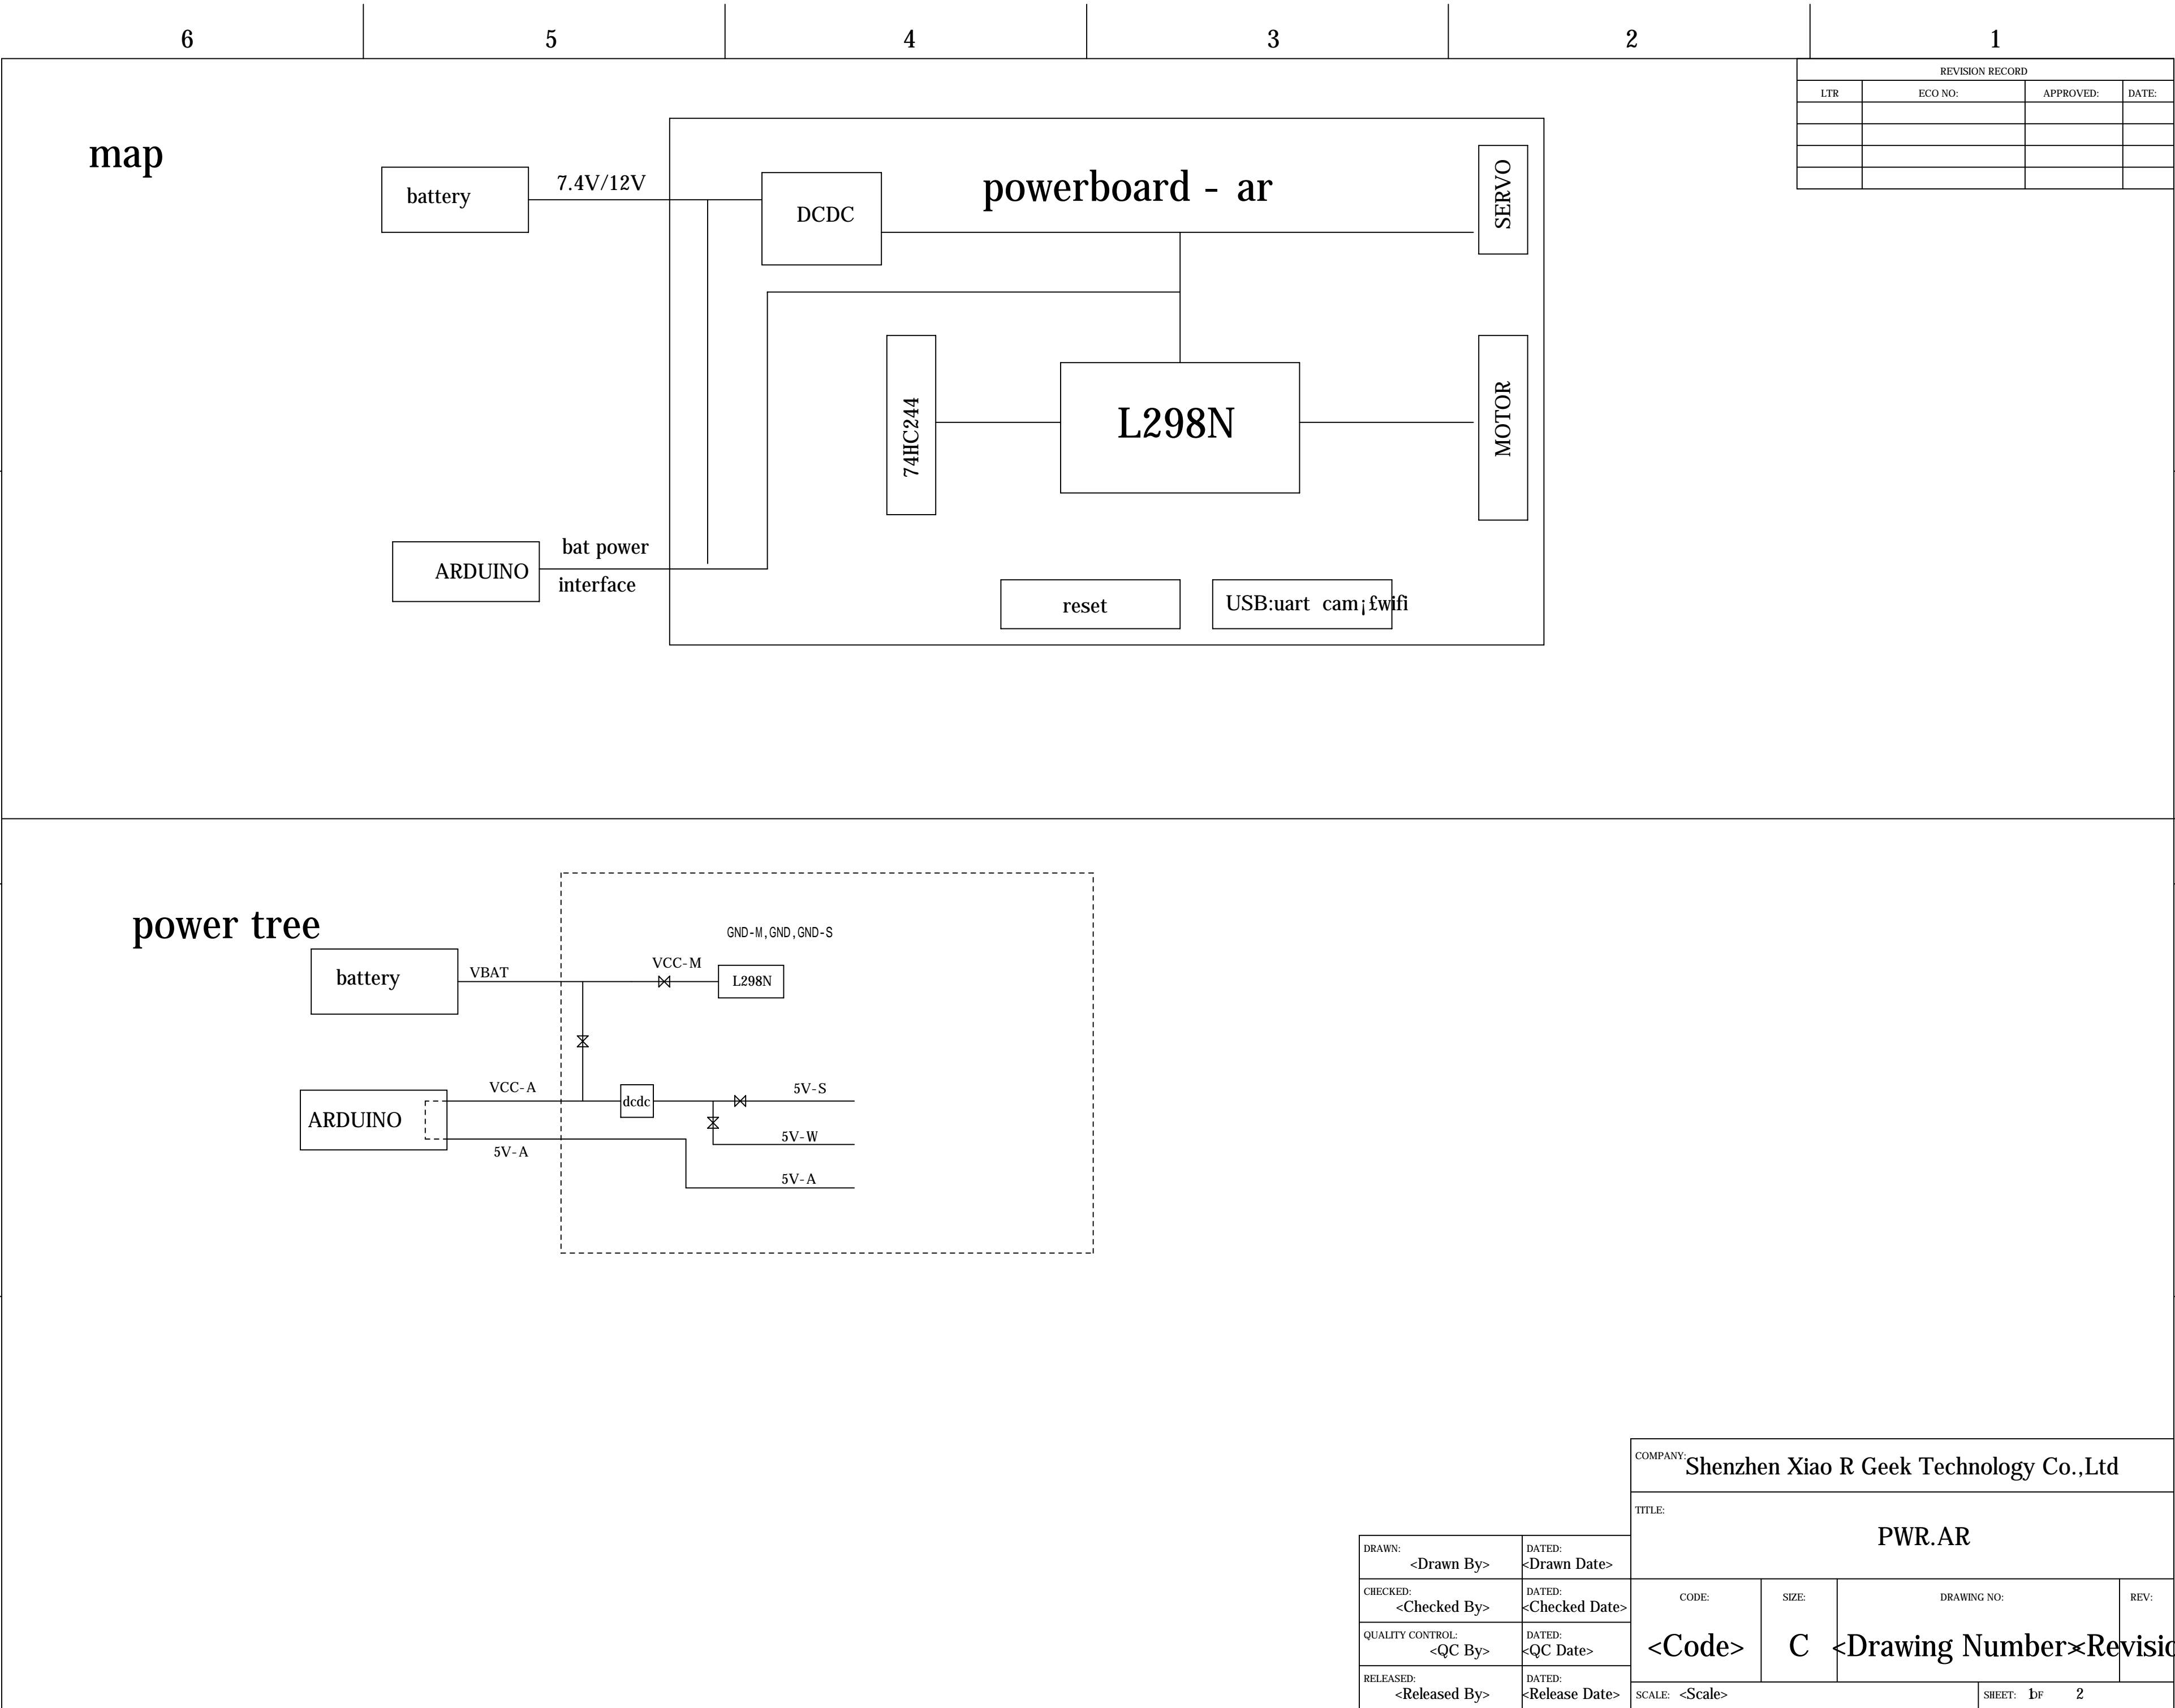 6 5 4 3 2 1
REVISION RECORD
LTR ECO NO: APPROVED: DATE:
map
battery
7.4V/12V
DCDC
powerboard - ar
SERVO
74HC244
L298N
MOTOR
ARDUINO
bat power
interface
reset
USB:uart cam¡£wifi
power tree
GND-M,GND,GND-S
battery
VBAT
VCC-M
L298N
ARDUINO
VCC-A
dcdc
5V-S
5V-W
5V-A
5V-A
COMPANY: Shenzhen Xiao R Geek Technology Co.,Ltd
TITLE:
PWR.AR
DRAWN:
<Drawn By>
DATED:
<Drawn Date>
CHECKED:
<Checked By>
DATED:
<Checked Date>
QUALITY CONTROL:
<QC By>
DATED:
<QC Date>
RELEASED:
<Released By>
DATED:
<Release Date>
CODE:
<Code>
SIZE:
C
DRAWING NO:
<Drawing Number>
REV:
<Revisio
SCALE: <Scale>
SHEET: 1 OF 2